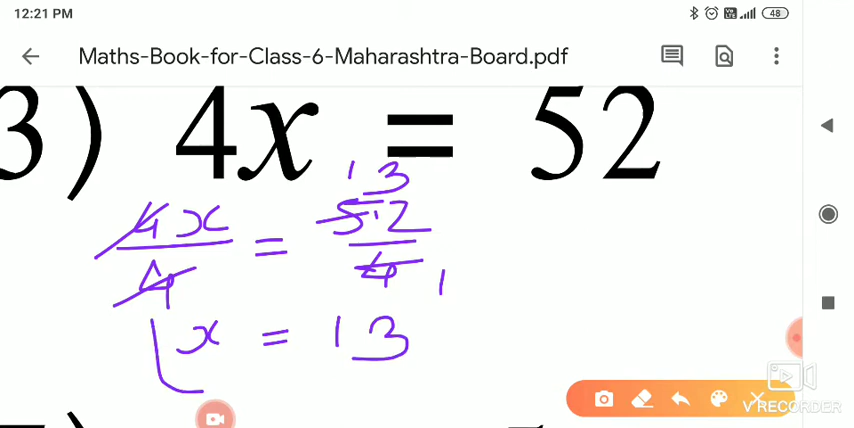 12:21 PM
48
Maths-Book-for-Class-6-Maharashtra-Board.pdf
3) 4x = 52
13
4x/4 = 52/4 1
x = 13
V RECORDER